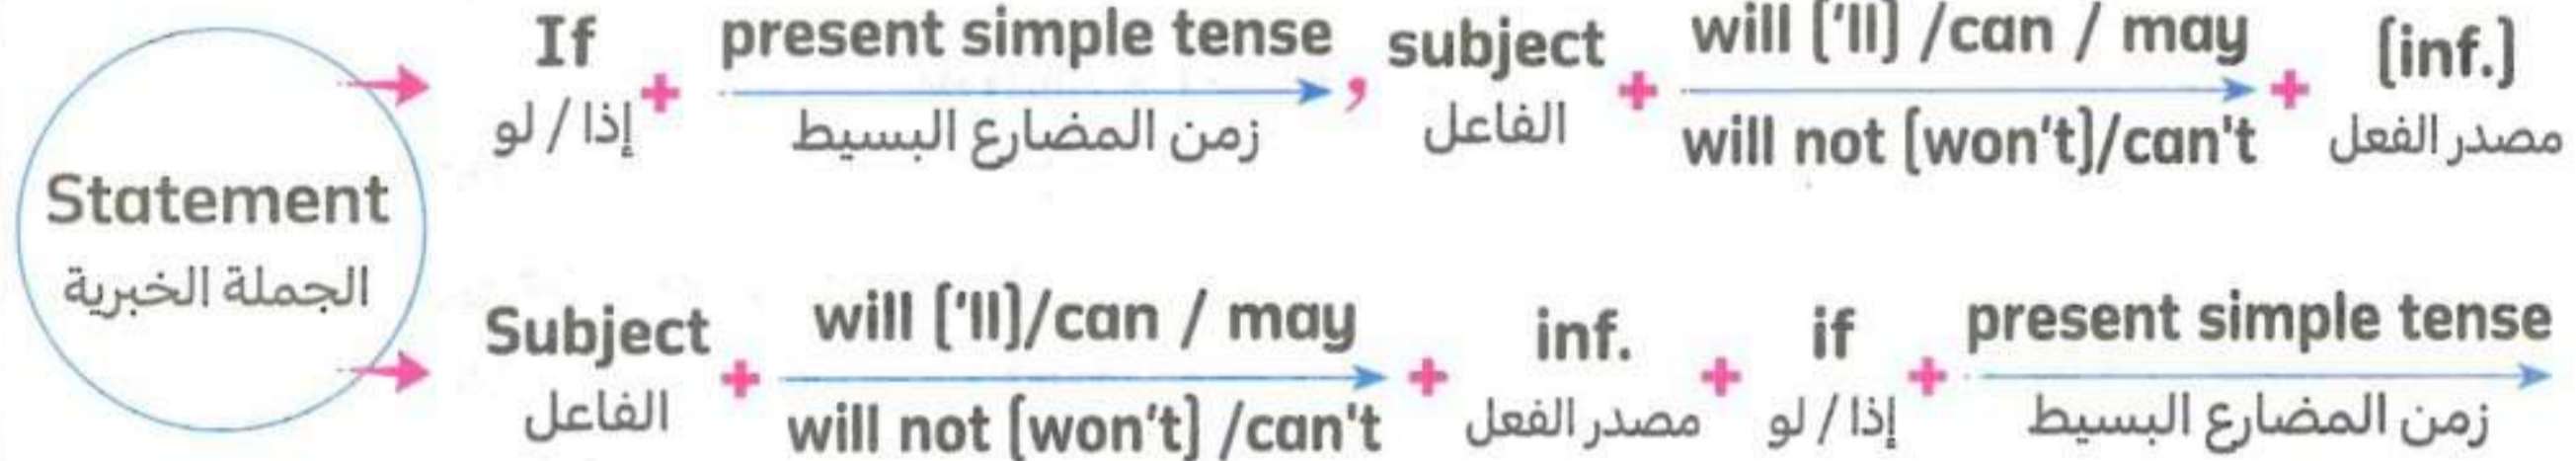 If + present simple tense , subject + will ['ll] /can / may + [inf.]
إذا / لو زمن المضارع البسيط الفاعل will not [won't]/can't مصدر الفعل
Statement
الجملة الخبرية
Subject + will ['ll]/can / may + inf. + if + present simple tense
الفاعل will not [won't] /can't مصدر الفعل إذا / لو زمن المضارع البسيط